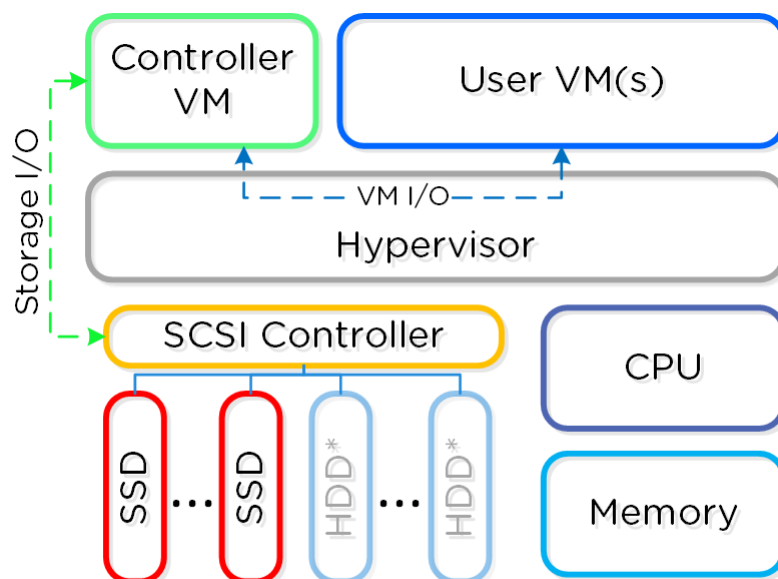 Controller
VM
User VM(s)
Storage I/O
VM I/O
Hypervisor
SCSI Controller
CPU
SSD
...
SSD
HDD*
...
HDD*
Memory